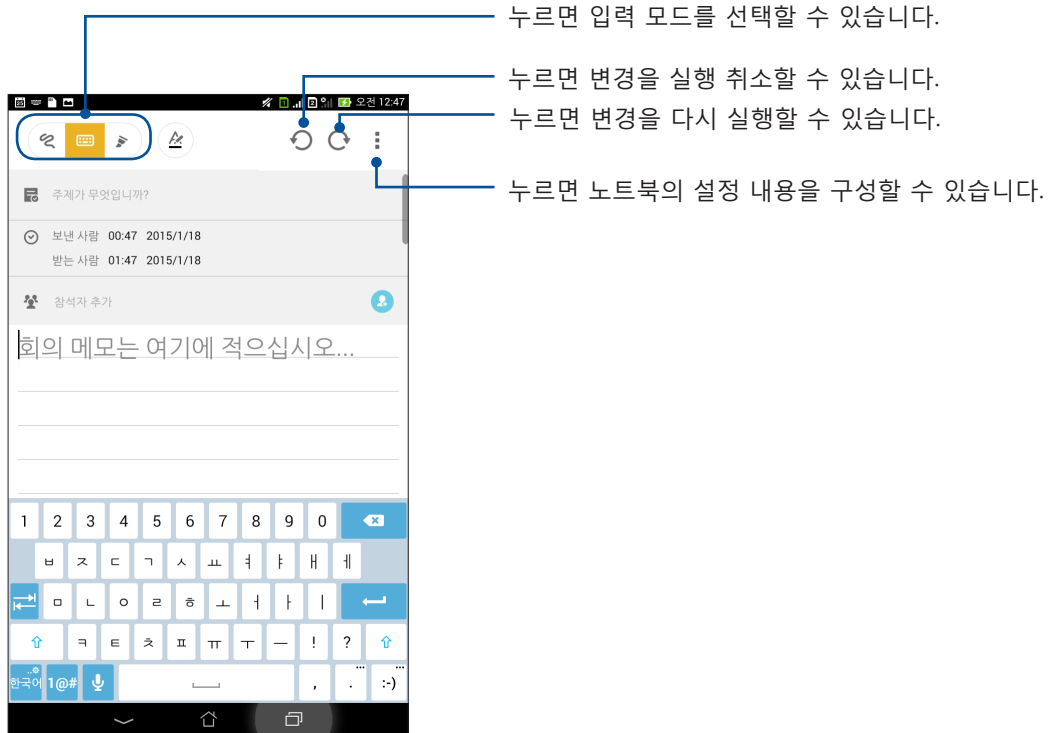 누르면 입력 모드를 선택할 수 있습니다.
누르면 변경을 실행 취소할 수 있습니다.
누르면 변경을 다시 실행할 수 있습니다.
누르면 노트북의 설정 내용을 구성할 수 있습니다.
오전 12:47
주제가 무엇입니까?
보낸 사람 00:47 2015/1/18
받는 사람 01:47 2015/1/18
참석자 추가
회의 메모는 여기에 적으십시오...
1 2 3 4 5 6 7 8 9 0
ㅂ ㅈ ㄷ ㄱ ㅅ ㅛ ㅕ ㅑ ㅐ ㅔ
ㅁ ㄴ ㅇ ㄹ ㅎ ㅗ ㅓ ㅏ ㅣ
ㅋ ㅌ ㅊ ㅍ ㅠ ㅜ ㅡ ! ?
한국어 1@# , . :-)